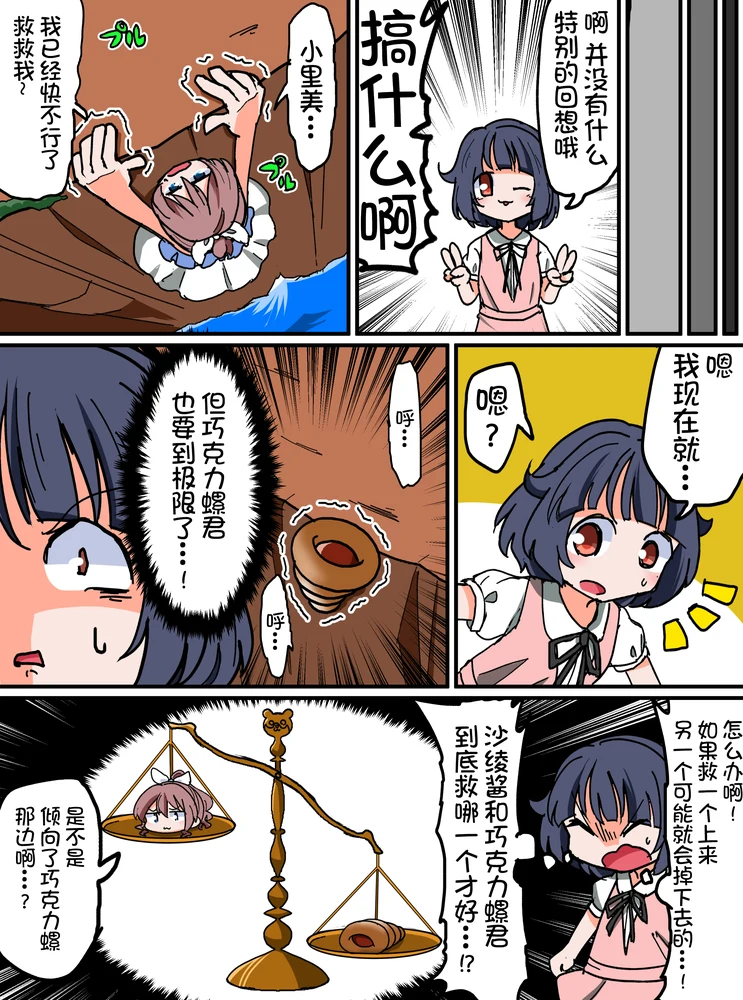 啊 并没有什么
特别的回想哦
搞什么啊
小里美
…
プル
プル
我已经快不行了
救救我~
嗯
我现在就
…
嗯?
呼…
呼…
但巧克力螺君
也要到极限了…!
怎么办啊!
如果救一个上来
另一个可能就会掉下去的…!
沙绫酱和巧克力螺君
到底救哪一个才好…!?
是不是
倾向了巧克力螺
那边啊…?